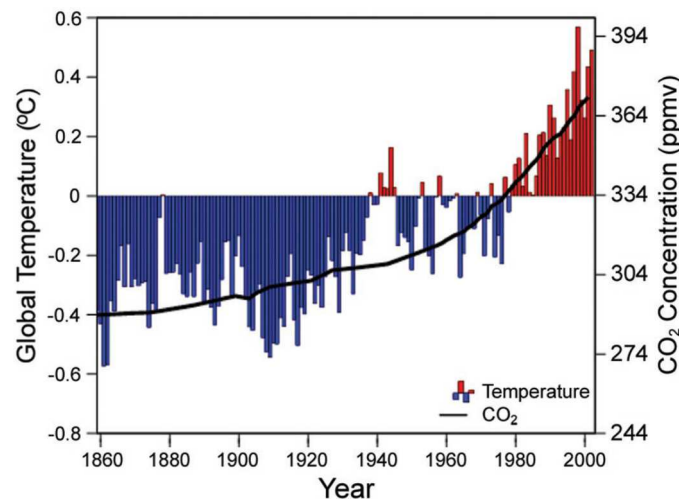 0.6
0.4
0.2
0
-0.2
-0.4
-0.6
-0.8
Global Temperature (ºC)
394
364
334
304
274
244
CO₂ Concentration (ppmv)
Temperature
CO₂
1860 1880 1900 1920 1940 1960 1980 2000
Year